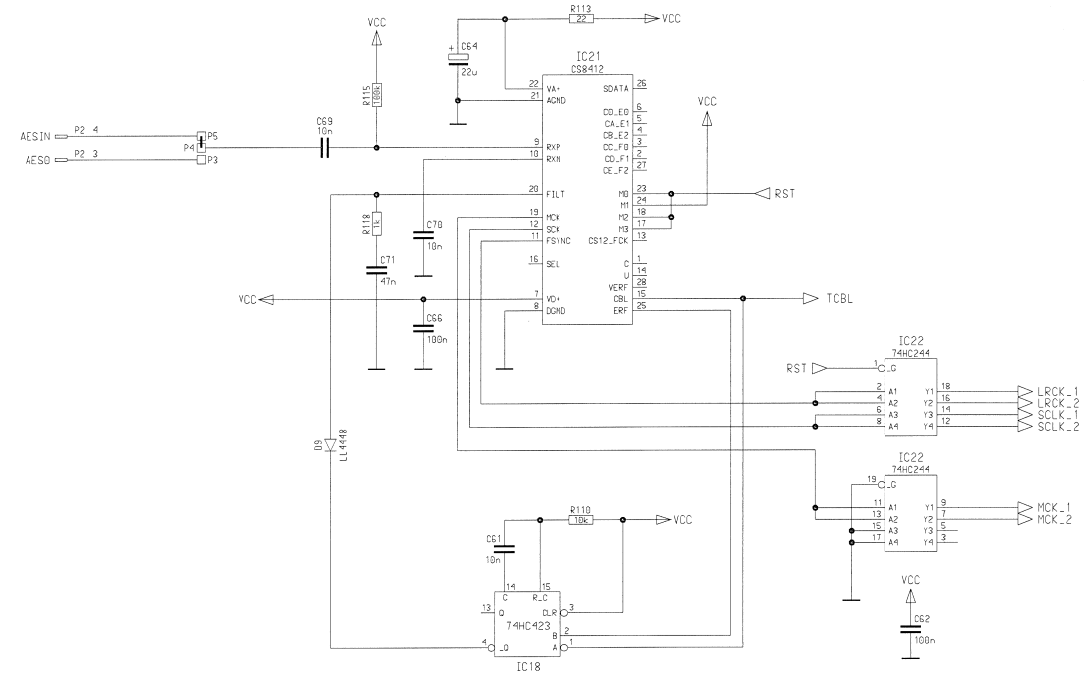 R113
22
VCC
VCC
+ C64
22u
IC21
CS8412
R115
100k
22 VA+ SDATA 26
21 AGND
VCC
CD_E0 6
CA_E1 5
CB_E2 4
CC_F0 3
CD_F1 2
CE_F2 27
C69
10n
AESIN P2 4 P5
P4
AESO P2 3 P3
9 RXP
10 RXN
20 FILT M0 23 RST
M1 24
19 MCK M2 18
12 SCK M3 17
11 FSYNC CS12_FCK 13
R118
1k
C70
10n
C71
47n
16 SEL C 1
U 14
VERF 28
VCC 7 VD+ CBL 15 TCBL
8 DGND ERF 25
C66
100n
IC22
74HC244
RST 1 _G
2 A1 Y1 18 LRCK_1
4 A2 Y2 16 LRCK_2
6 A3 Y3 14 SCLK_1
8 A4 Y4 12 SCLK_2
D9
LL4448
IC22
74HC244
19 _G
11 A1 Y1 9 MCK_1
13 A2 Y2 7 MCK_2
15 A3 Y3 5
17 A4 Y4 3
R110
10k
VCC
C61
10n
14 15
C R_C
13 Q CLR 3
74HC423
B 2
4 _Q A 1
IC18
VCC
C62
100n